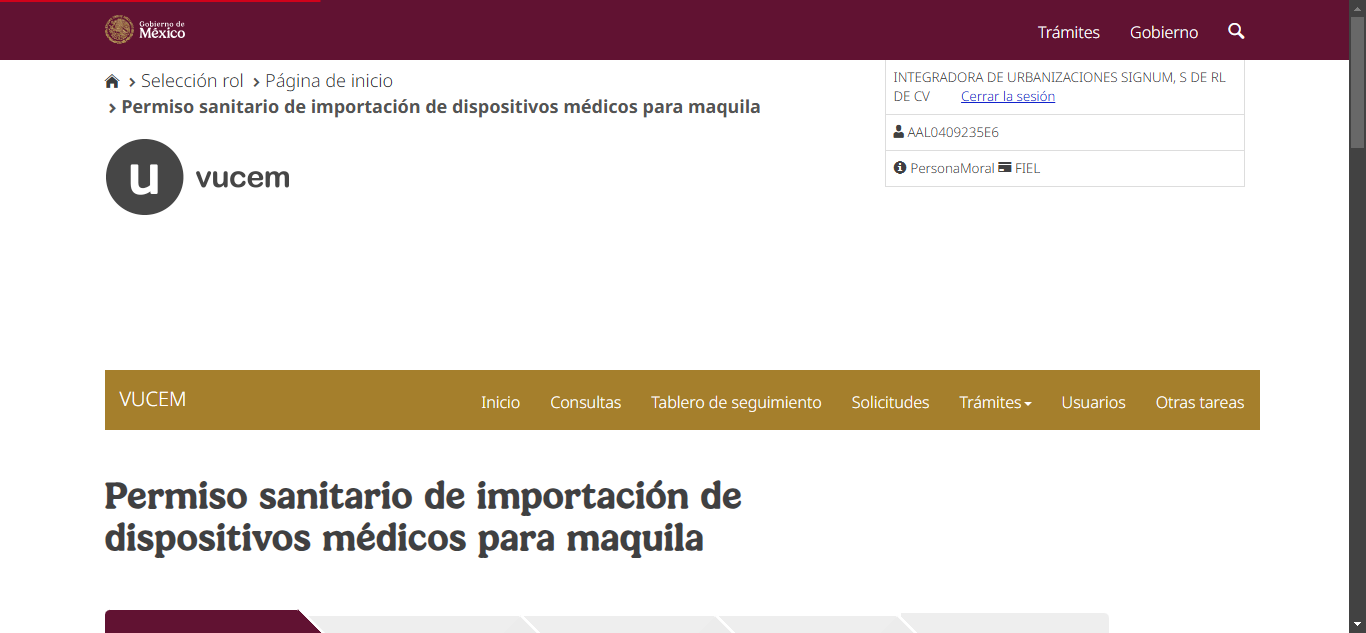 Gobierno de
México
Trámites
Gobierno
Selección rol
Página de inicio
Permiso sanitario de importación de dispositivos médicos para maquila
INTEGRADORA DE URBANIZACIONES SIGNUM, S DE RL
DE CV
Cerrar la sesión
AAL0409235E6
PersonaMoral
FIEL
u
vucem
VUCEM
Inicio
Consultas
Tablero de seguimiento
Solicitudes
Trámites
Usuarios
Otras tareas
Permiso sanitario de importación de
dispositivos médicos para maquila